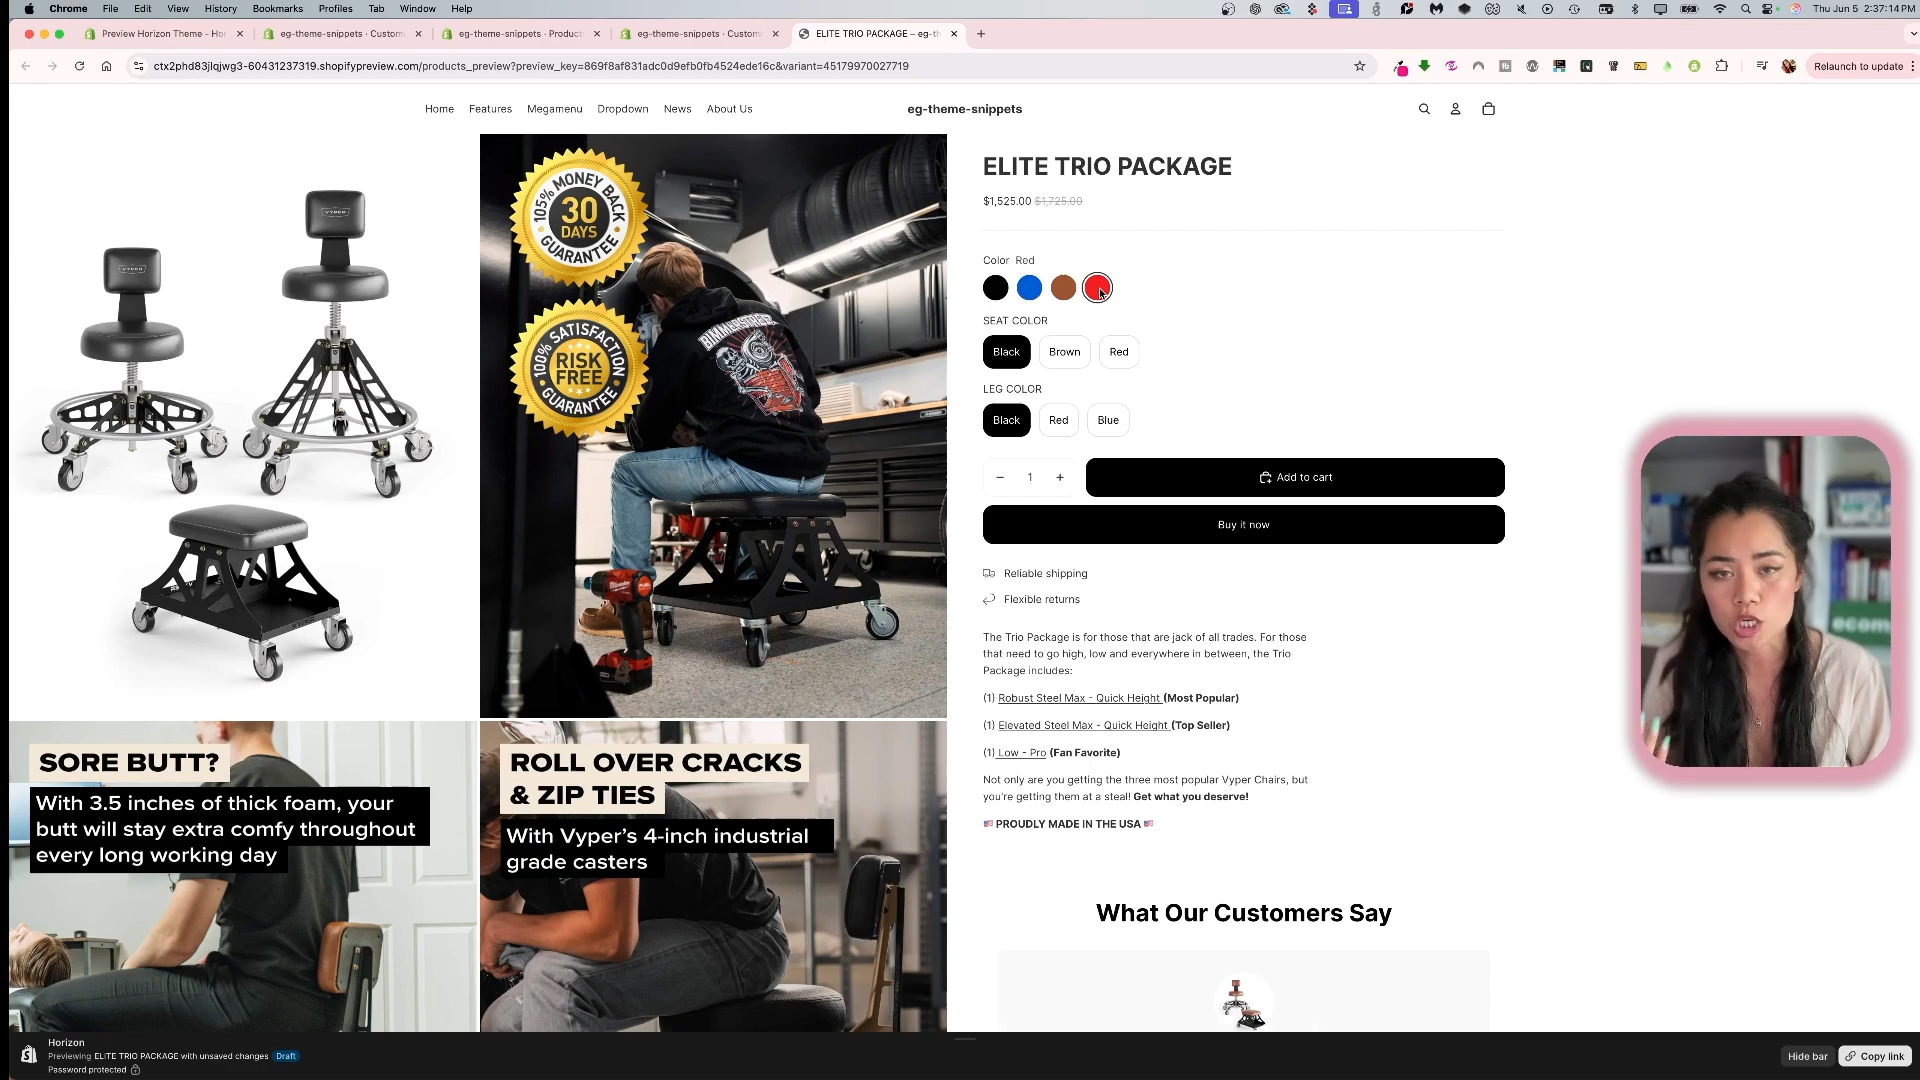 Chrome File Edit View History Bookmarks Profiles Tab Window Help Thu Jun 5 2:37:14 PM
Preview Horizon Theme - Hor eg-theme-snippets · Custom eg-theme-snippets · Product eg-theme-snippets · Custom ELITE TRIO PACKAGE – eg-th
ctx2phd83jlqjwg3-60431237319.shopifypreview.com/products_preview?preview_key=869f8af831adc0d9efb0fb4524ede16c&variant=45179970027719 Relaunch to update
Home Features Megamenu Dropdown News About Us eg-theme-snippets
ELITE TRIO PACKAGE
$1,525.00 $1,725.00
Color Red
SEAT COLOR
Black Brown Red
LEG COLOR
Black Red Blue
1 Add to cart
Buy it now
Reliable shipping
Flexible returns
The Trio Package is for those that are jack of all trades. For those
that need to go high, low and everywhere in between, the Trio
Package includes:
(1) Robust Steel Max - Quick Height (Most Popular)
(1) Elevated Steel Max - Quick Height (Top Seller)
(1) Low - Pro (Fan Favorite)
Not only are you getting the three most popular Vyper Chairs, but
you're getting them at a steal! Get what you deserve!
PROUDLY MADE IN THE USA
What Our Customers Say
VYPER
VYPER
105% MONEY BACK
30
DAYS
GUARANTEE
100% SATISFACTION
RISK
FREE
GUARANTEE
SORE BUTT?
With 3.5 inches of thick foam, your
butt will stay extra comfy throughout
every long working day
ROLL OVER CRACKS
& ZIP TIES
With Vyper's 4-inch industrial
grade casters
ecom
Horizon
Previewing ELITE TRIO PACKAGE with unsaved changes Draft
Password protected
Hide bar Copy link